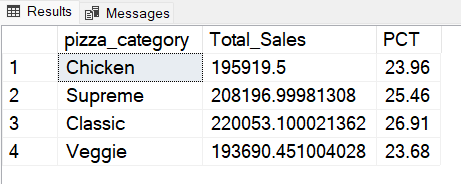 Results Messages
pizza_category Total_Sales PCT
1 Chicken 195919.5 23.96
2 Supreme 208196.99981308 25.46
3 Classic 220053.100021362 26.91
4 Veggie 193690.451004028 23.68